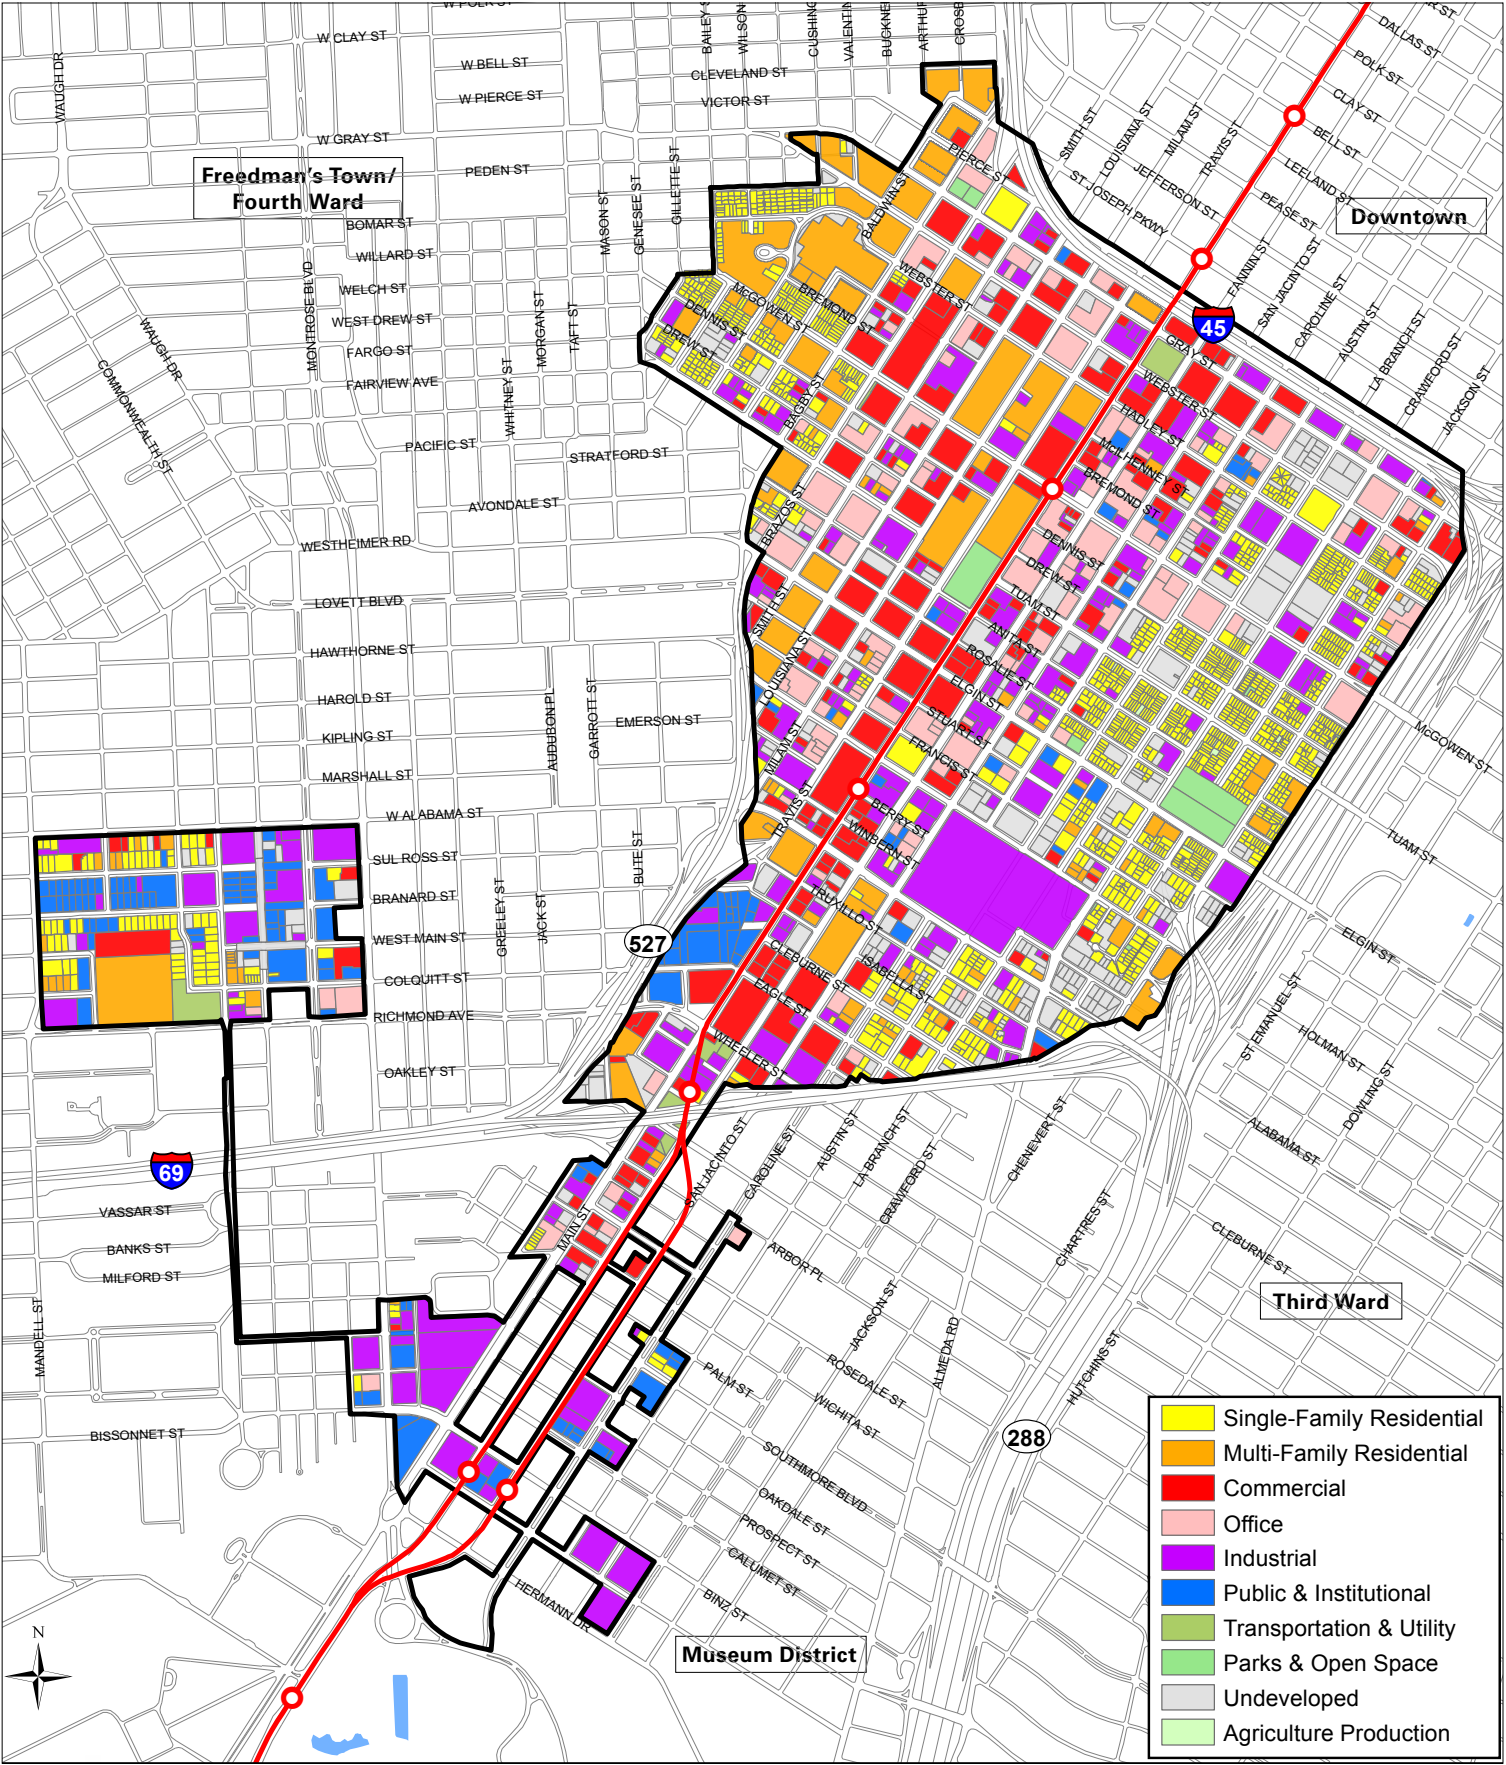 W CLAY ST
W BELL ST
W PIERCE ST
W GRAY ST
PEDEN ST
CLEVELAND ST
VICTOR ST
WAUGH DR
Freedman's Town/
Fourth Ward
BOMAR ST
WILLARD ST
WELCH ST
WEST DREW ST
FARGO ST
FAIRVIEW AVE
PACIFIC ST
STRATFORD ST
AVONDALE ST
WESTHEIMER RD
LOVETT BLVD
HAWTHORNE ST
HAROLD ST
KIPLING ST
MARSHALL ST
EMERSON ST
W ALABAMA ST
SUL ROSS ST
BRANARD ST
WEST MAIN ST
COLQUITT ST
RICHMOND AVE
OAKLEY ST
VASSAR ST
BANKS ST
MILFORD ST
BISSONNET ST
MANDELL ST
WAUGH DR
COMMONWEALTH ST
MONTROSE BLVD
WHITNEY ST
MORGAN ST
TAFT ST
MASON ST
GENESEE ST
GILLETTE ST
AUDUBON PL
GARROTT ST
GREELEY ST
JACK ST
BUTE ST
DALLAS ST
POLK ST
CLAY ST
BELL ST
LEELAND ST
PEASE ST
JEFFERSON ST
ST JOSEPH PKWY
PIERCE ST
SMITH ST
LOUISIANA ST
MILAM ST
TRAVIS ST
Downtown
FANNIN ST
SAN JACINTO ST
CAROLINE ST
AUSTIN ST
LA BRANCH ST
CRAWFORD ST
JACKSON ST
45
BALDWIN ST
WEBSTER ST
BREMOND ST
McGOWEN ST
DENNIS ST
DREW ST
BAGBY ST
BRAZOS ST
SMITH ST
LOUISIANA ST
MILAM ST
TRAVIS ST
GRAY ST
WEBSTER ST
HADLEY ST
McILHENNEY ST
BREMOND ST
DENNIS ST
DREW ST
TUAM ST
ANITA ST
ROSALIE ST
ELGIN ST
STUART ST
FRANCIS ST
BERRY ST
WINBERN ST
TRUXILLO ST
CLEBURNE ST
ISABELLA ST
EAGLE ST
WHEELER ST
527
69
McGOWEN ST
TUAM ST
ELGIN ST
ST EMANUEL ST
HOLMAN ST
DOWLING ST
ALABAMA ST
CLEBURNE ST
Third Ward
SAN JACINTO ST
CAROLINE ST
AUSTIN ST
LA BRANCH ST
CRAWFORD ST
CHENEVERT ST
CHARTRES ST
HUTCHINS ST
JACKSON ST
ALMEDA RD
MAIN ST
ARBOR PL
ROSEDALE ST
PALM ST
WICHITA ST
SOUTHMORE BLVD
OAKDALE ST
PROSPECT ST
CALUMET ST
BINZ ST
HERMANN DR
288
Museum District
N
Single-Family Residential
Multi-Family Residential
Commercial
Office
Industrial
Public & Institutional
Transportation & Utility
Parks & Open Space
Undeveloped
Agriculture Production